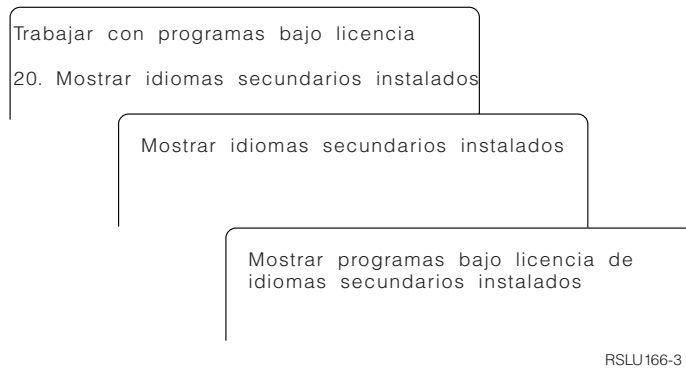 Trabajar con programas bajo licencia
20. Mostrar idiomas secundarios instalados
Mostrar idiomas secundarios instalados
Mostrar programas bajo licencia de
idiomas secundarios instalados
RSLU166-3